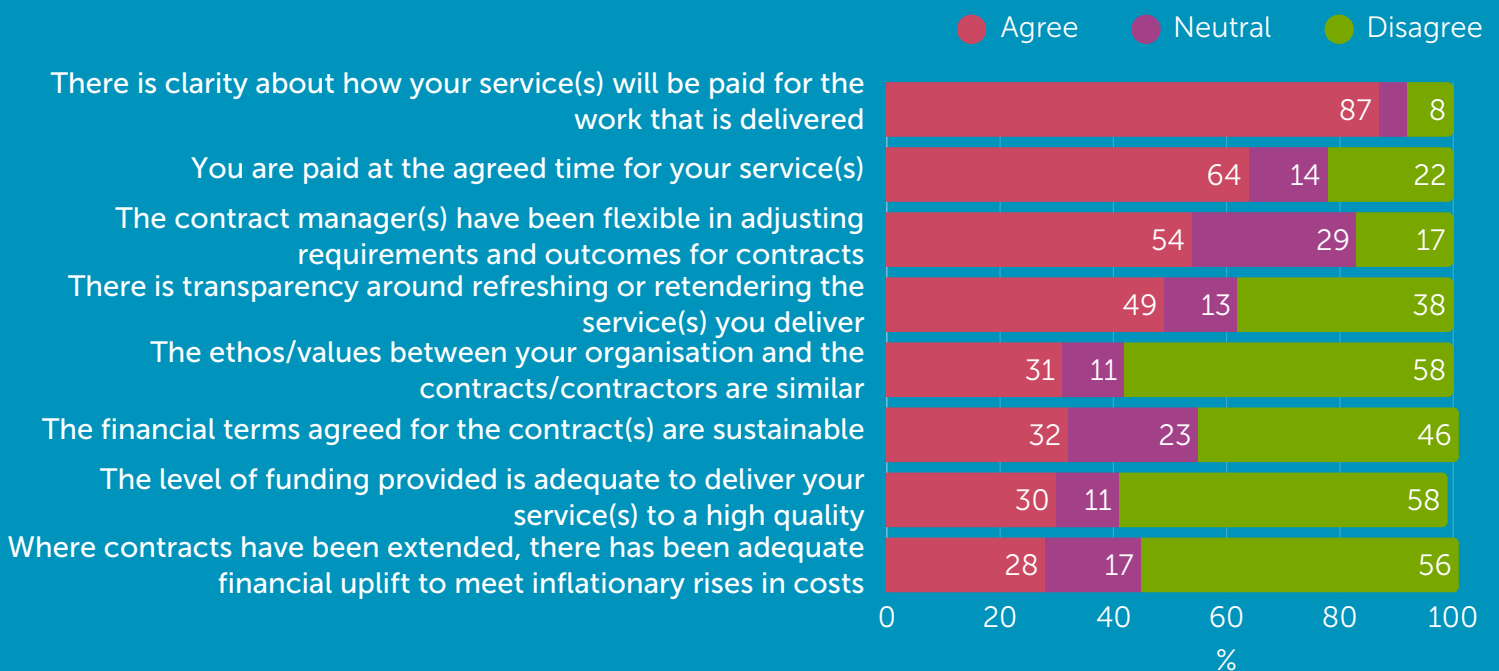 Agree Neutral Disagree
There is clarity about how your service(s) will be paid for the
work that is delivered
87 8
You are paid at the agreed time for your service(s)
64 14 22
The contract manager(s) have been flexible in adjusting
requirements and outcomes for contracts
54 29 17
There is transparency around refreshing or retendering the
service(s) you deliver
49 13 38
The ethos/values between your organisation and the
contracts/contractors are similar
31 11 58
The financial terms agreed for the contract(s) are sustainable
32 23 46
The level of funding provided is adequate to deliver your
service(s) to a high quality
30 11 58
Where contracts have been extended, there has been adequate
financial uplift to meet inflationary rises in costs
28 17 56
0 20 40 60 80 100
%